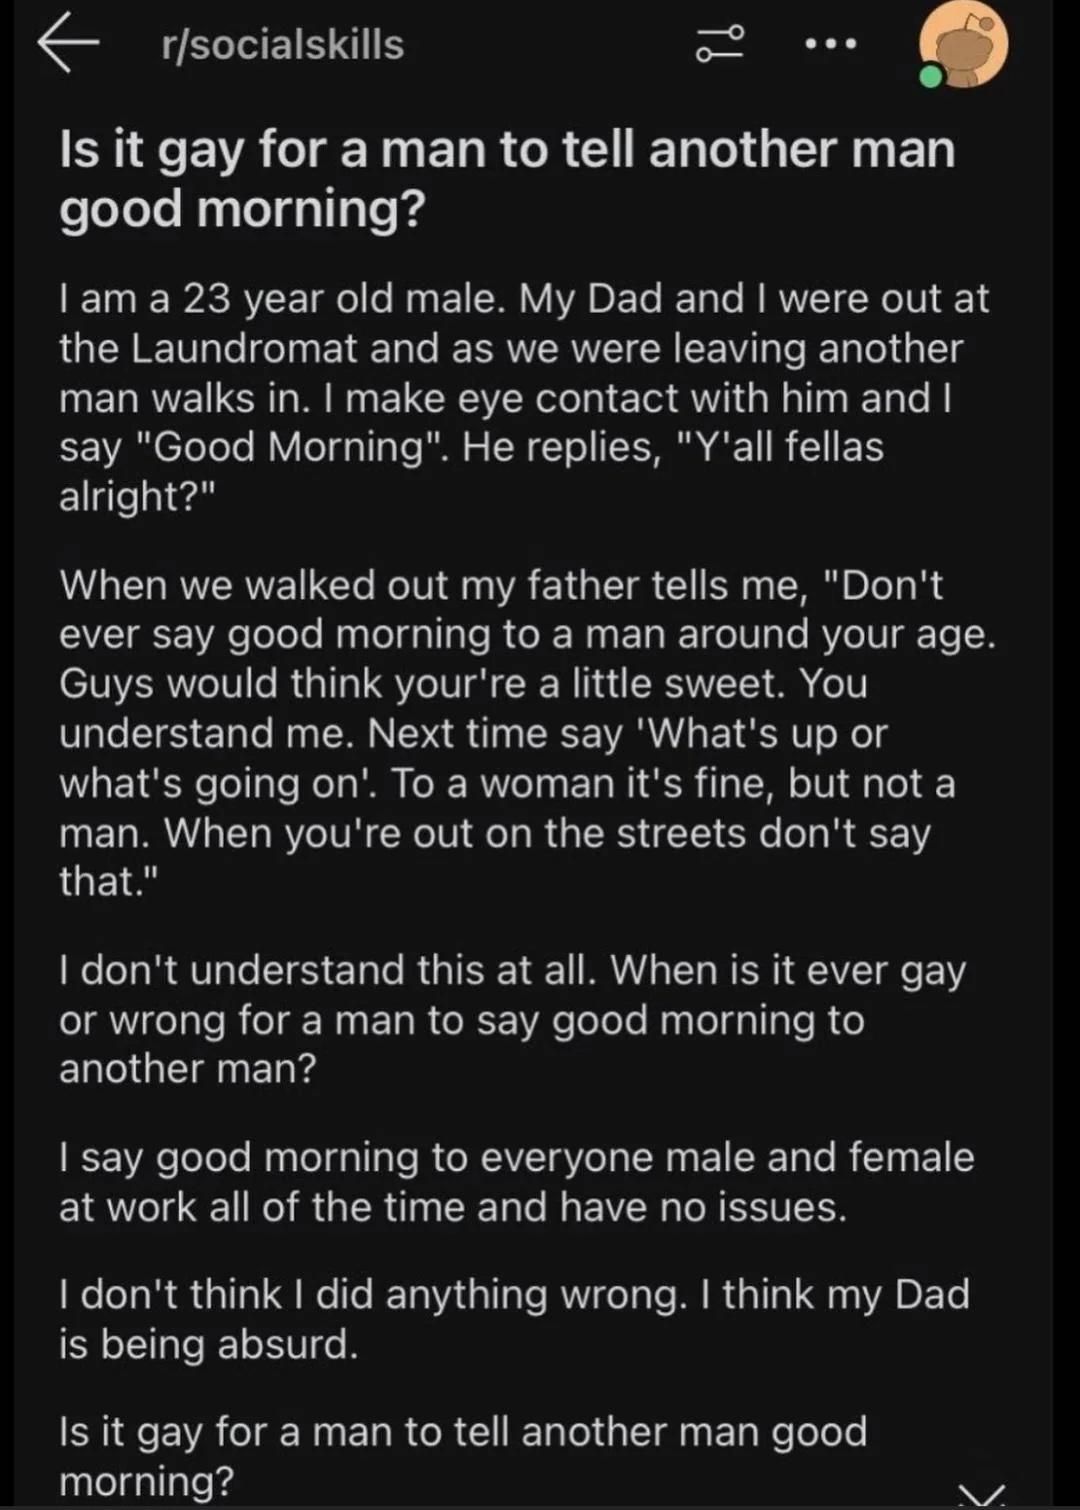 r/socialskills
Is it gay for a man to tell another man
good morning?
I am a 23 year old male. My Dad and I were out at
the Laundromat and as we were leaving another
man walks in. I make eye contact with him and I
say "Good Morning". He replies, "Y'all fellas
alright?"
When we walked out my father tells me, "Don't
ever say good morning to a man around your age.
Guys would think your're a little sweet. You
understand me. Next time say 'What's up or
what's going on'. To a woman it's fine, but not a
man. When you're out on the streets don't say
that."
I don't understand this at all. When is it ever gay
or wrong for a man to say good morning to
another man?
I say good morning to everyone male and female
at work all of the time and have no issues.
I don't think I did anything wrong. I think my Dad
is being absurd.
Is it gay for a man to tell another man good
morning?